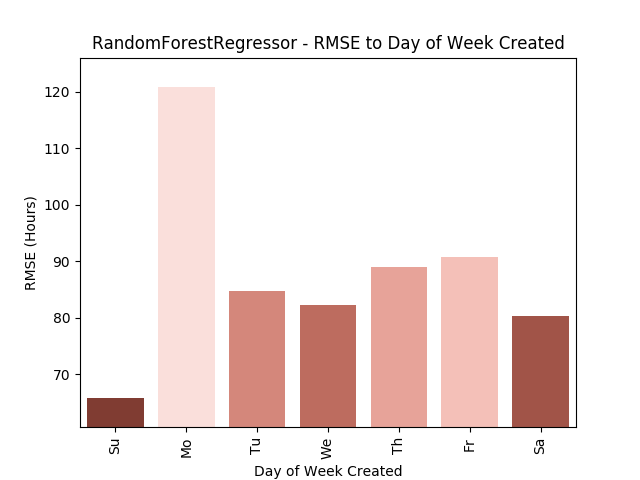 RandomForestRegressor - RMSE to Day of Week Created
120
110
100
90
80
70
RMSE (Hours)
Su
Mo
Tu
We
Th
Fr
Sa
Day of Week Created